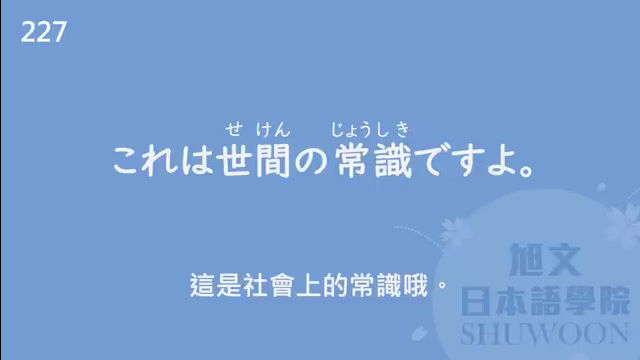 227
せ けん じょうしき
これは世間の常識ですよ。
這是社會上的常識哦。
旭文
日本語學院
SHUWOON